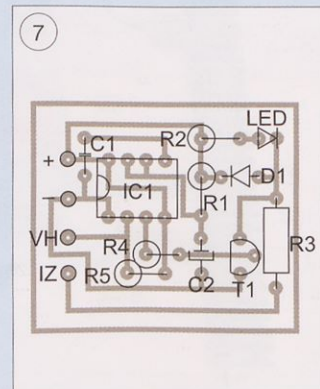 7
LED
R2
C1
+
D1
IC1
–
R1
VH
R4
R3
IZ
R5
C2
T1